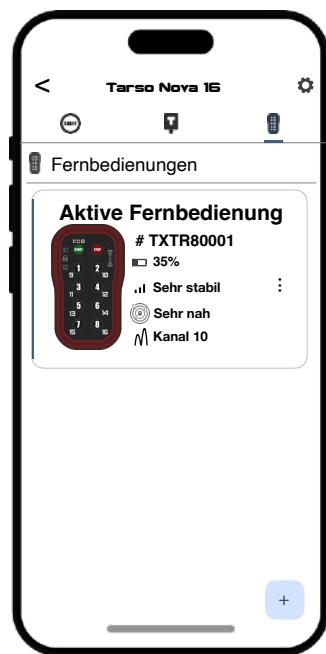 <
Tarso Nova 16
START
T
Fernbedienungen
Aktive Fernbedienung
# TXTR80001
35%
Sehr stabil
Sehr nah
Kanal 10
START STOP
1 2
9 10
3 4
11 12
5 6
13 14
7 8
15 16
+